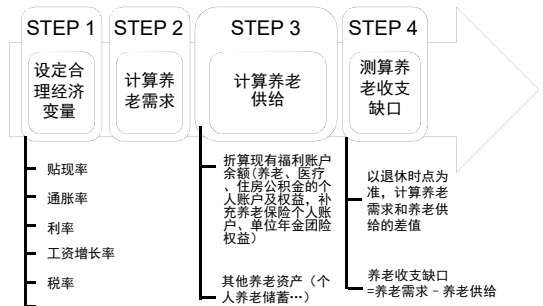 STEP 1
STEP 2
STEP 3
STEP 4
设定合
理经济
变量
计算养
老需求
计算养老
供给
测算养
老收支
缺口
贴现率
通胀率
利率
工资增长率
税率
折算现有福利账户
余额(养老、医疗
、住房公积金的个
人账户及权益，补
充养老保险个人账
户、单位年金团险
权益）
其他养老资产（个
人养老储蓄…）
以退休时点为
准，计算养老
需求和养老供
给的差值
养老收支缺口
=养老需求–养老供给